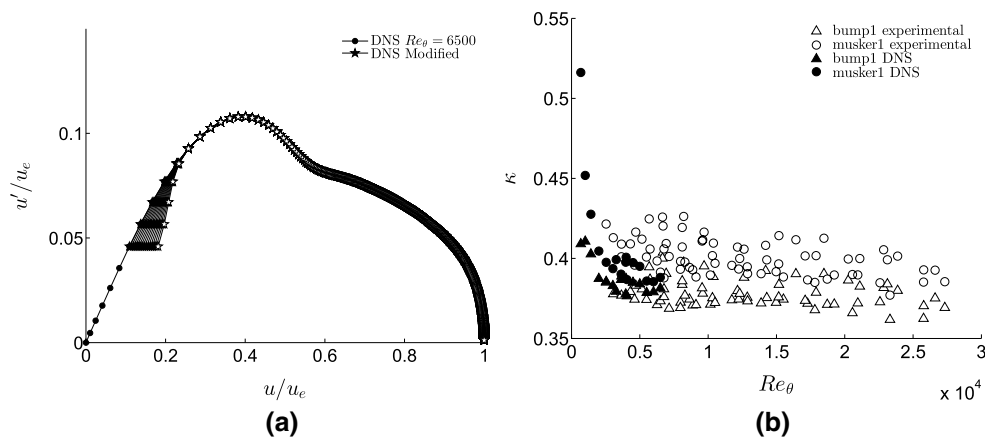 DNS Re_θ = 6500
DNS Modified
u'/u_e
0.1
0.05
0
0 0.2 0.4 0.6 0.8 1
u/u_e
(a)
bump1 experimental
musker1 experimental
bump1 DNS
musker1 DNS
κ
0.55
0.5
0.45
0.4
0.35
0 0.5 1 1.5 2 2.5 3
Re_θ
x 10^4
(b)